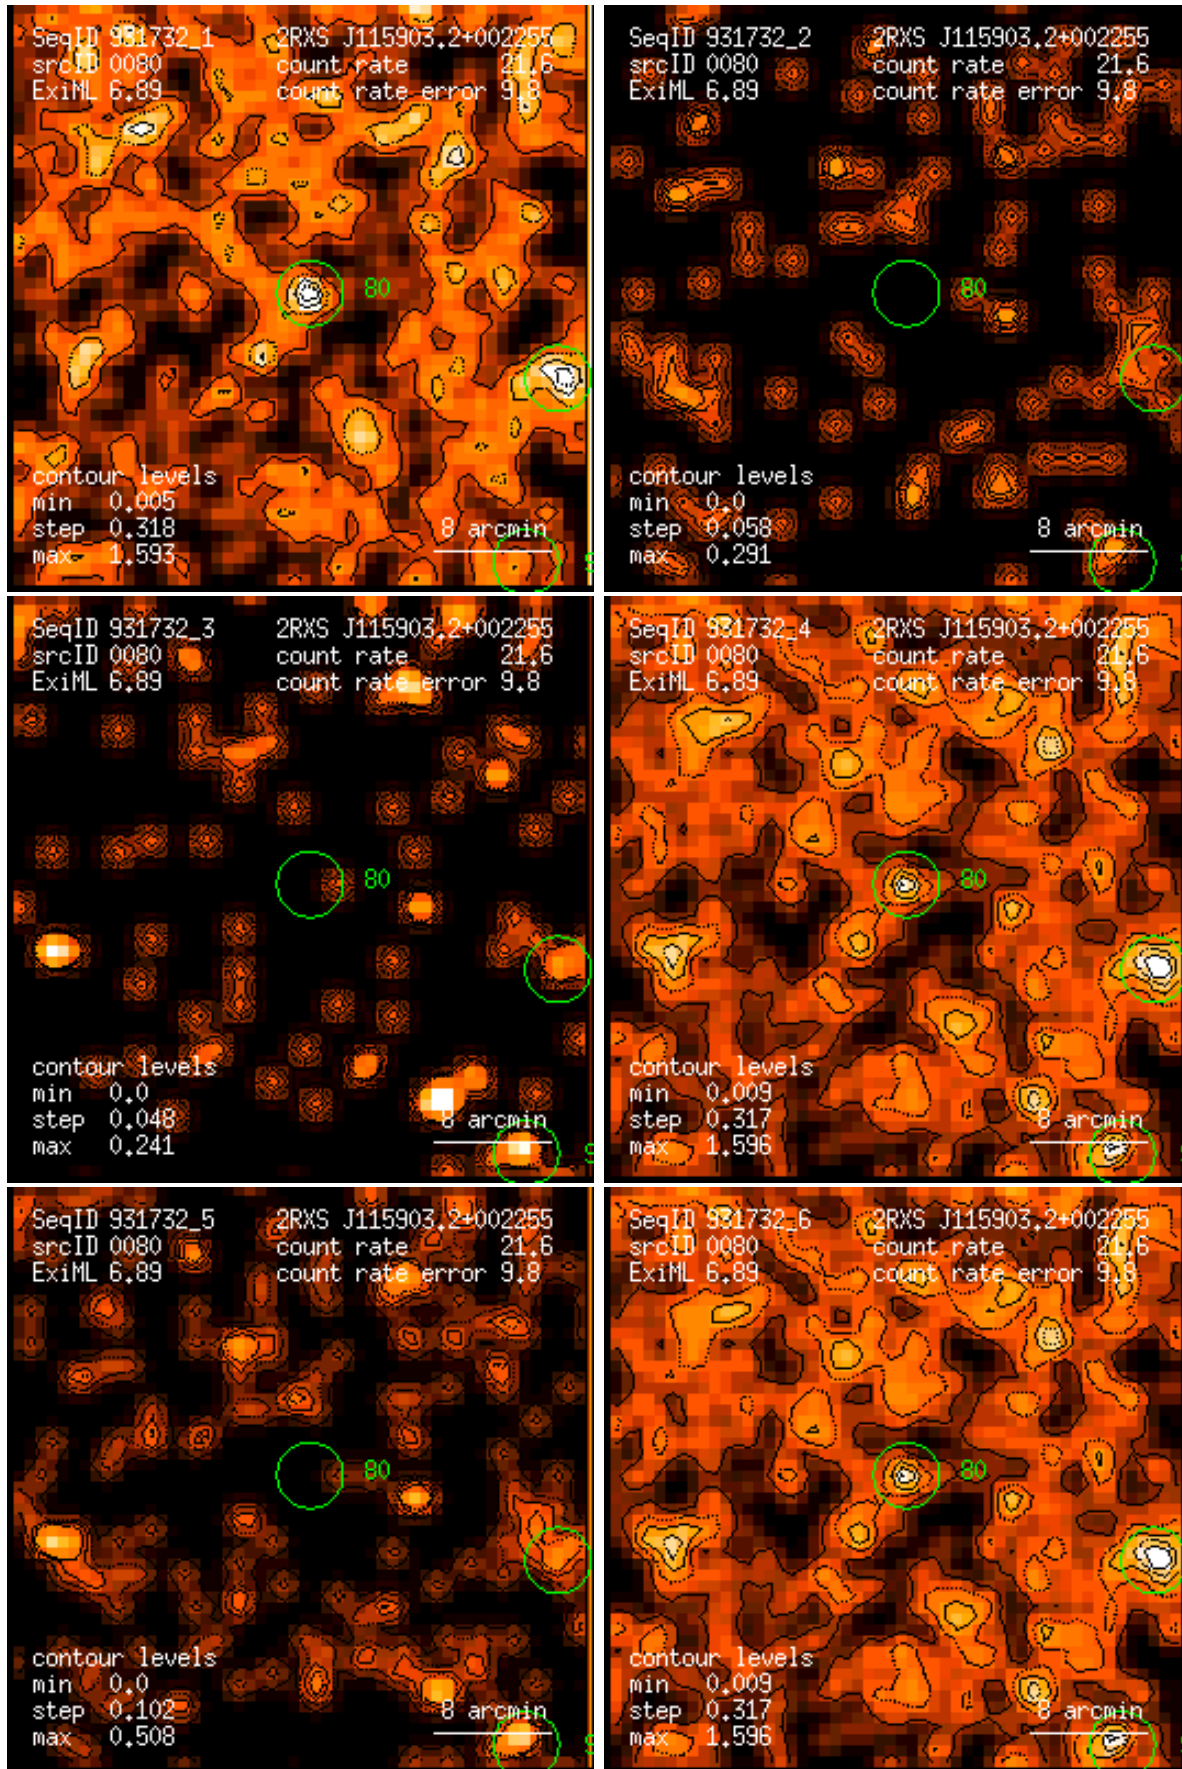 SeqID 931732_1 2RXS J115903.2+002255
srcID 0080 count rate 21.6
ExiML 6.89 count rate error 9.8
80
contour levels
min 0.005
step 0.318 8 arcmin
max 1.593
SeqID 931732_2 2RXS J115903.2+002255
srcID 0080 count rate 21.6
ExiML 6.89 count rate error 9.8
80
contour levels
min 0.0
step 0.058 8 arcmin
max 0.291
SeqID 931732_3 2RXS J115903.2+002255
srcID 0080 count rate 21.6
ExiML 6.89 count rate error 9.8
80
contour levels
min 0.0
step 0.048 8 arcmin
max 0.241
SeqID 931732_4 2RXS J115903.2+002255
srcID 0080 count rate 21.6
ExiML 6.89 count rate error 9.8
80
contour levels
min 0.009
step 0.317 8 arcmin
max 1.596
SeqID 931732_5 2RXS J115903.2+002255
srcID 0080 count rate 21.6
ExiML 6.89 count rate error 9.8
80
contour levels
min 0.0
step 0.102 8 arcmin
max 0.508
SeqID 931732_6 2RXS J115903.2+002255
srcID 0080 count rate 21.6
ExiML 6.89 count rate error 9.8
80
contour levels
min 0.009
step 0.317 8 arcmin
max 1.596